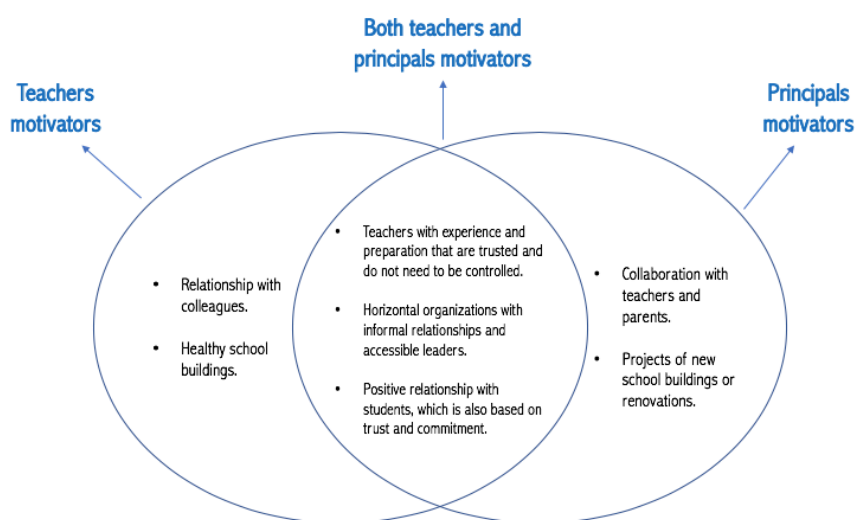 Both teachers and
principals motivators
Teachers
motivators
Principals
motivators
• Relationship with
colleagues.
• Healthy school
buildings.
• Teachers with experience and
preparation that are trusted and
do not need to be controlled.
• Horizontal organizations with
informal relationships and
accessible leaders.
• Positive relationship with
students, which is also based on
trust and commitment.
• Collaboration with
teachers and
parents.
• Projects of new
school buildings or
renovations.